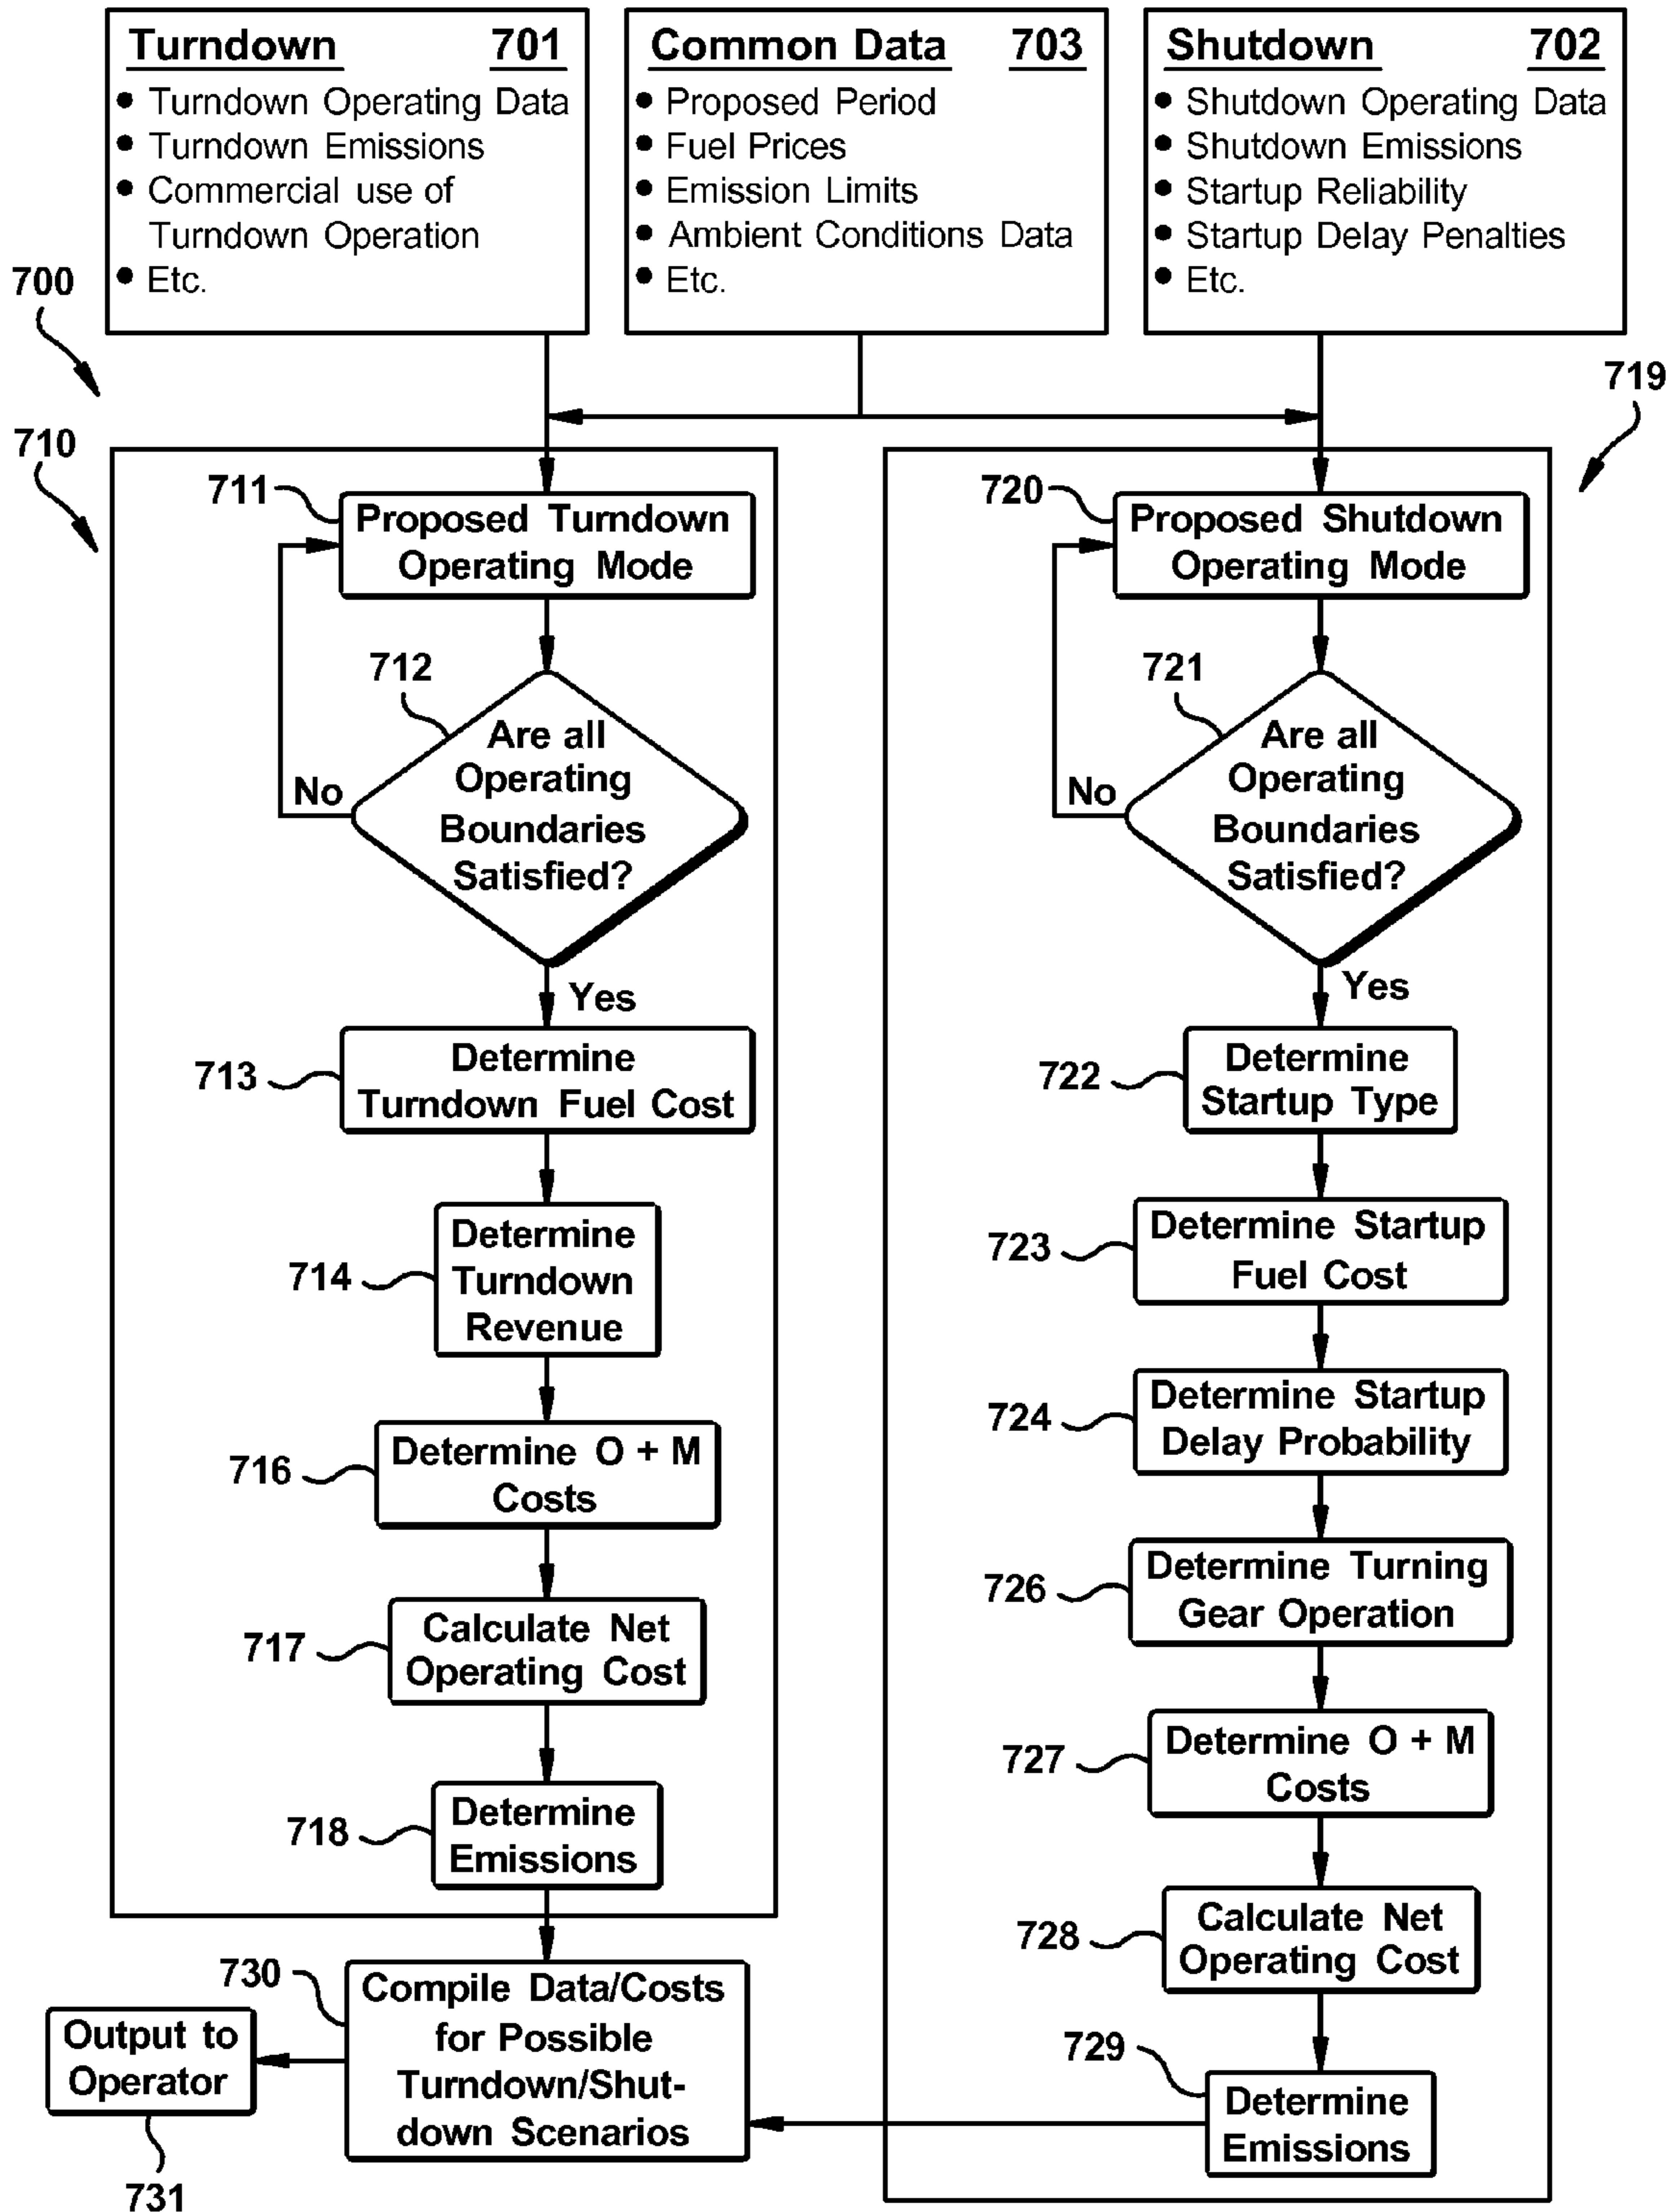 Turndown 701
• Turndown Operating Data
• Turndown Emissions
• Commercial use of
Turndown Operation
• Etc.
Common Data 703
• Proposed Period
• Fuel Prices
• Emission Limits
• Ambient Conditions Data
• Etc.
Shutdown 702
• Shutdown Operating Data
• Shutdown Emissions
• Startup Reliability
• Startup Delay Penalties
• Etc.
700
719
710
711
Proposed Turndown
Operating Mode
712
Are all
Operating
Boundaries
Satisfied?
No
Yes
713
Determine
Turndown Fuel Cost
714
Determine
Turndown
Revenue
716
Determine O + M
Costs
717
Calculate Net
Operating Cost
718
Determine
Emissions
720
Proposed Shutdown
Operating Mode
721
Are all
Operating
Boundaries
Satisfied?
No
Yes
722
Determine
Startup Type
723
Determine Startup
Fuel Cost
724
Determine Startup
Delay Probability
726
Determine Turning
Gear Operation
727
Determine O + M
Costs
728
Calculate Net
Operating Cost
729
Determine
Emissions
730
Compile Data/Costs
for Possible
Turndown/Shut-
down Scenarios
Output to
Operator
731